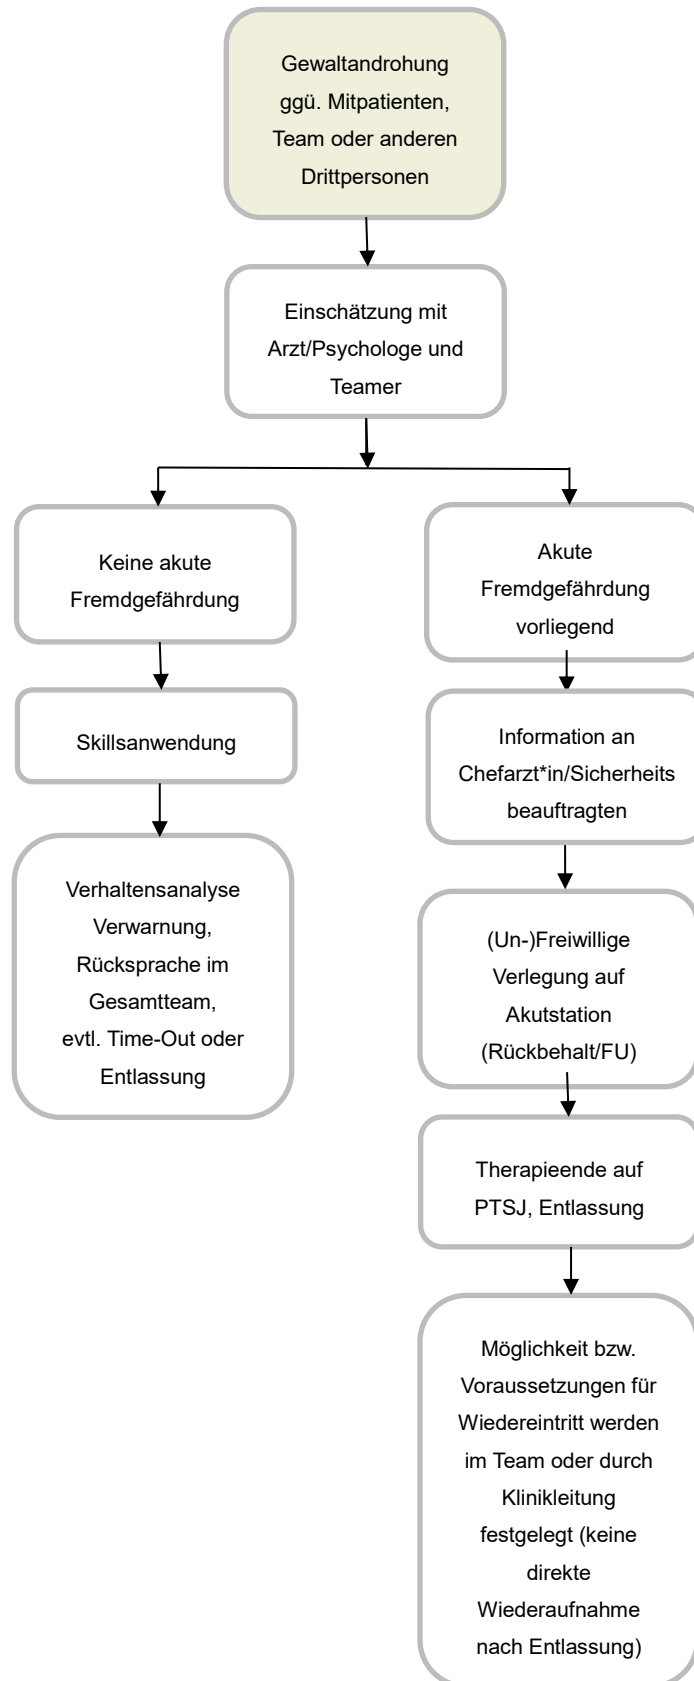 Gewaltandrohung
ggü. Mitpatienten,
Team oder anderen
Drittpersonen
Einschätzung mit
Arzt/Psychologe und
Teamer
Keine akute
Fremdgefährdung
Skillsanwendung
Verhaltensanalyse
Verwarnung,
Rücksprache im
Gesamtteam,
evtl. Time-Out oder
Entlassung
Akute
Fremdgefährdung
vorliegend
Information an
Chefarzt*in/Sicherheits
beauftragten
(Un-)Freiwillige
Verlegung auf
Akutstation
(Rückbehalt/FU)
Therapieende auf
PTSJ, Entlassung
Möglichkeit bzw.
Voraussetzungen für
Wiedereintritt werden
im Team oder durch
Klinikleitung
festgelegt (keine
direkte
Wiederaufnahme
nach Entlassung)